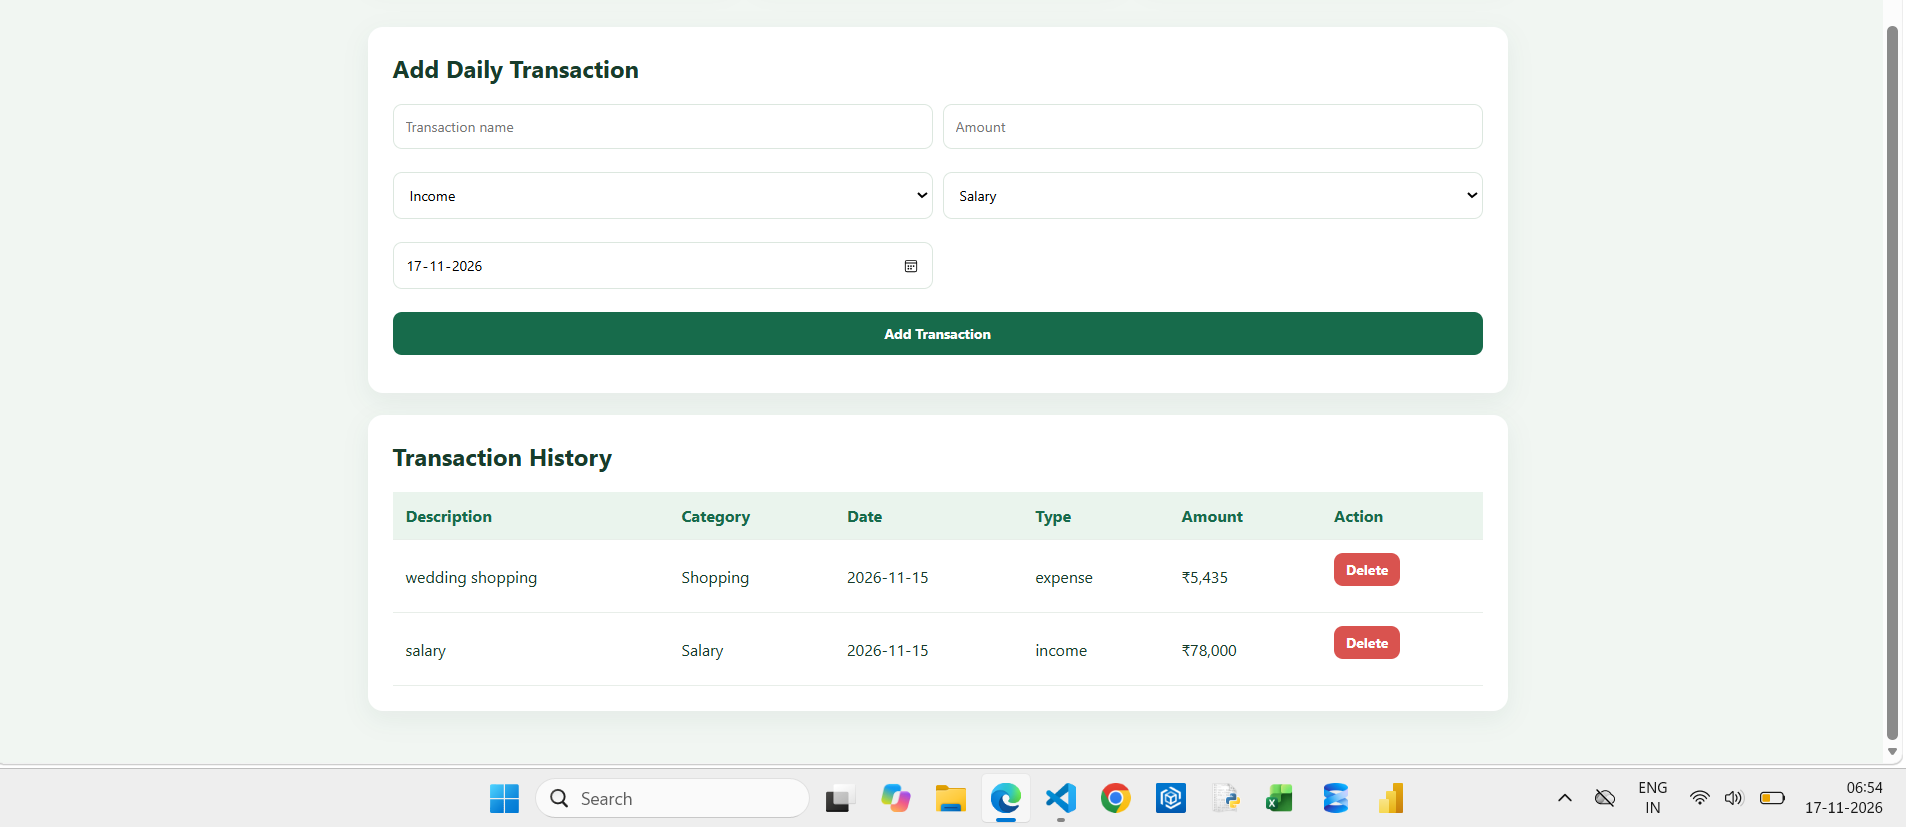 Add Daily Transaction
Transaction name Amount
Income Salary
17-11-2026
Add Transaction
Transaction History
Description Category Date Type Amount Action
wedding shopping Shopping 2026-11-15 expense ₹5,435 Delete
salary Salary 2026-11-15 income ₹78,000 Delete
Search
ENG
IN
06:54
17-11-2026